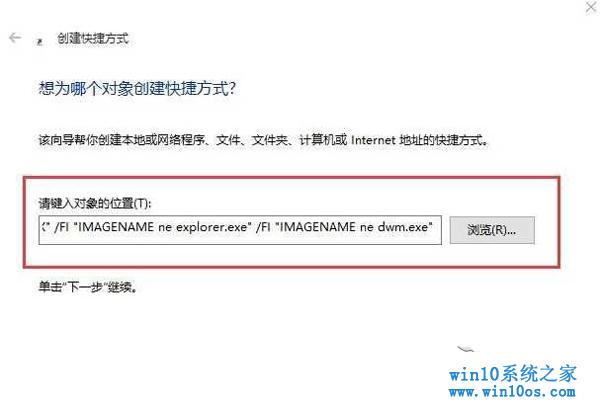 创建快捷方式
想为哪个对象创建快捷方式?
该向导帮你创建本地或网络程序、文件、文件夹、计算机或 Internet 地址的快捷方式。
请键入对象的位置(T):
" /FI "IMAGENAME ne explorer.exe" /FI "IMAGENAME ne dwm.exe"
浏览(R)...
单击"下一步"继续。
win10系统之家
www.win10os.com